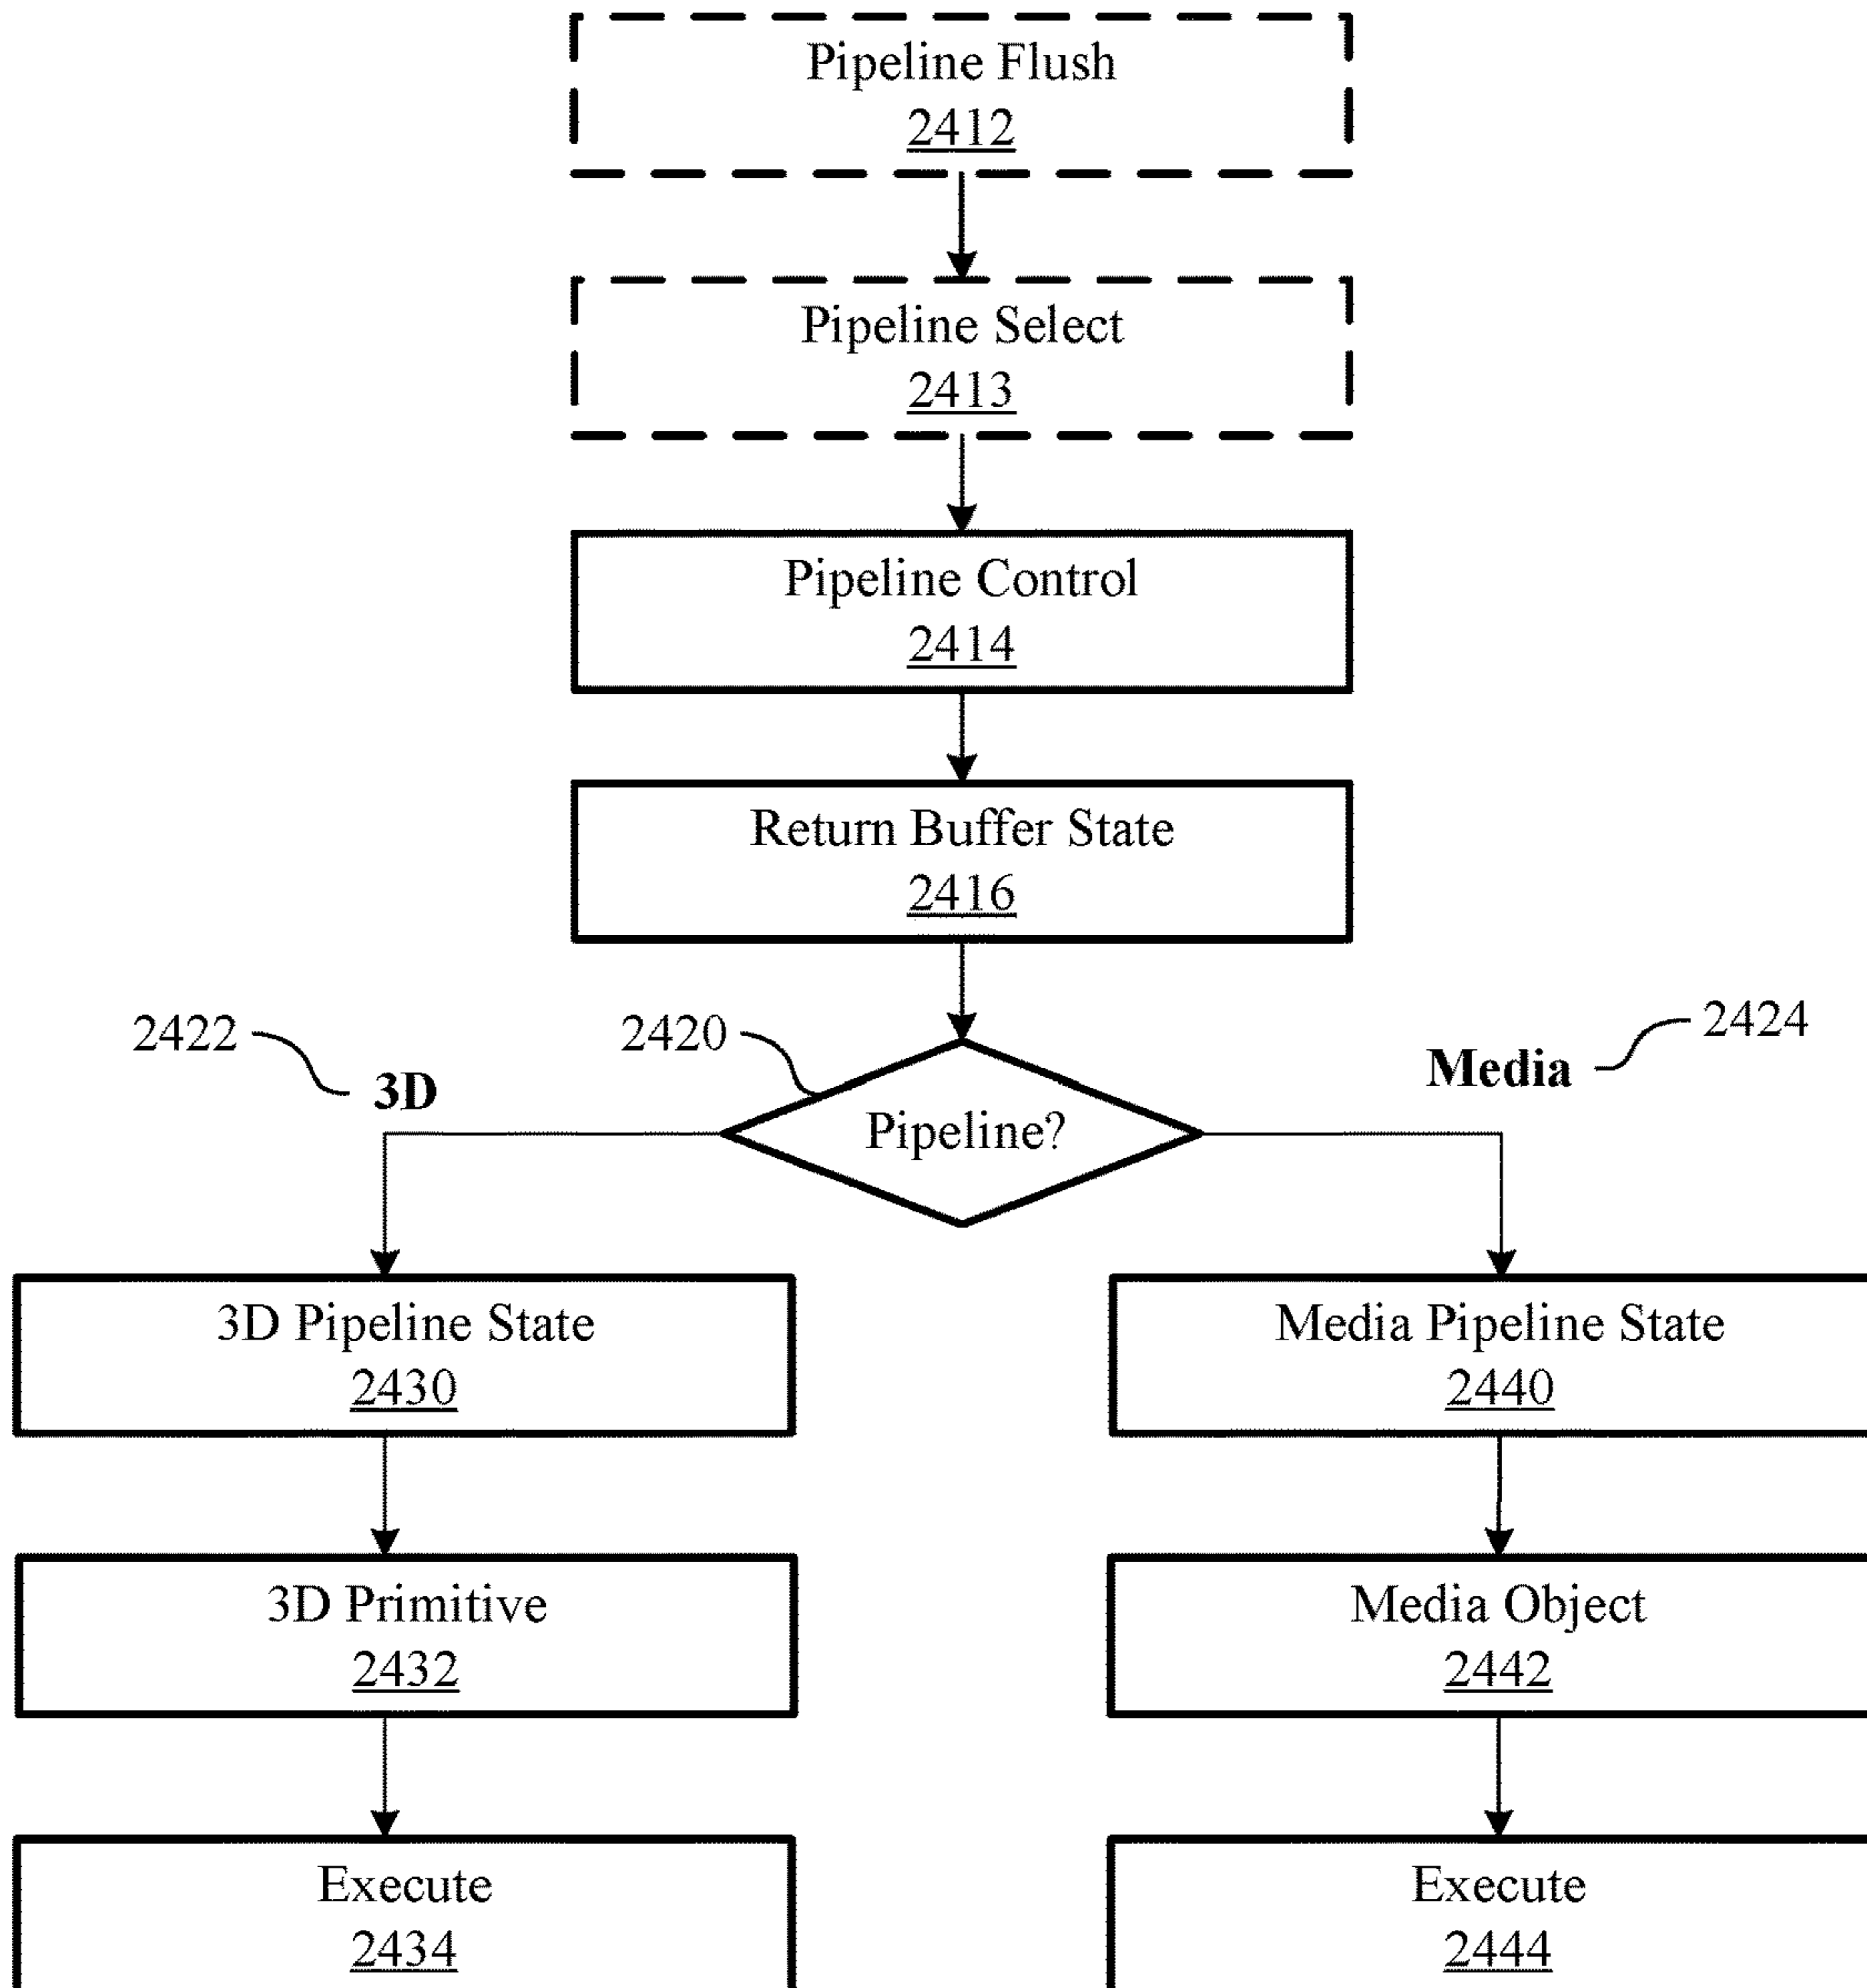 Pipeline Flush
2412
Pipeline Select
2413
Pipeline Control
2414
Return Buffer State
2416
2422
2420
2424
3D
Media
Pipeline?
3D Pipeline State
2430
Media Pipeline State
2440
3D Primitive
2432
Media Object
2442
Execute
2434
Execute
2444